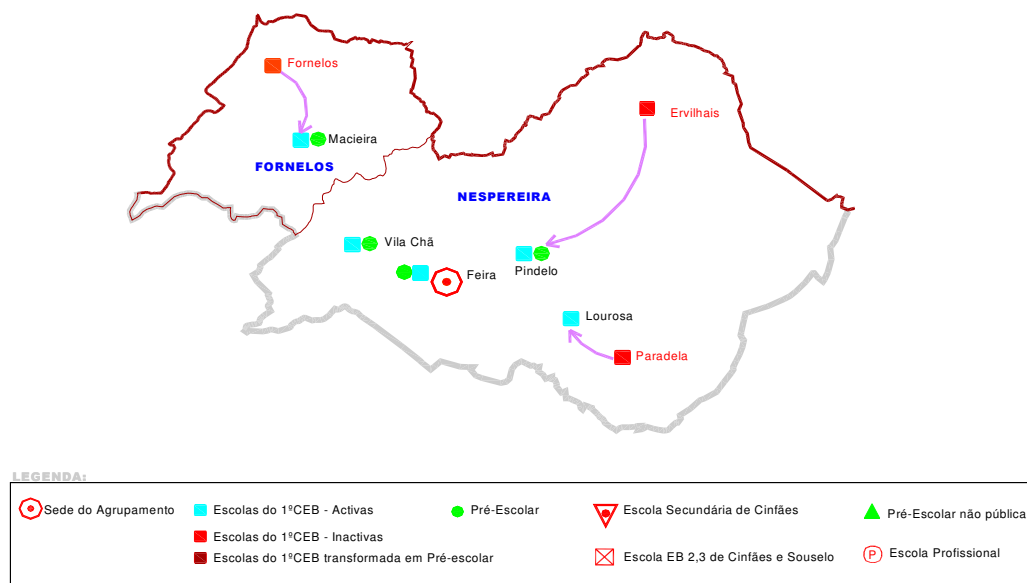 Fornelos
Ervilhais
Macieira
FORNELOS
NESPEREIRA
Vila Chã
Feira
Pindelo
Lourosa
Paradela
LEGENDA:
Sede do Agrupamento
Escolas do 1ºCEB - Activas
Pré-Escolar
Escola Secundária de Cinfães
Pré-Escolar não pública
Escolas do 1ºCEB - Inactivas
Escolas do 1ºCEB transformada em Pré-escolar
Escola EB 2,3 de Cinfães e Souselo
P Escola Profissional